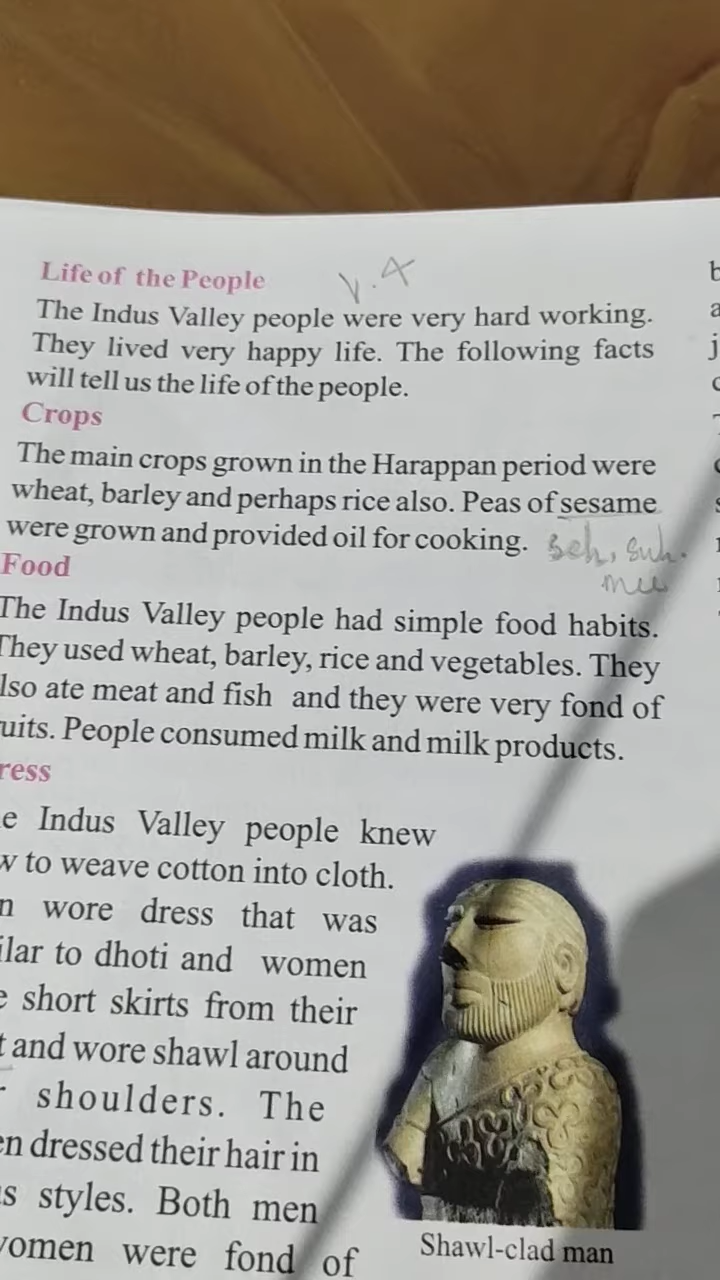 Life of the People
V.4
The Indus Valley people were very hard working.
They lived very happy life. The following facts
will tell us the life of the people.
Crops
The main crops grown in the Harappan period were
wheat, barley and perhaps rice also. Peas of sesame
were grown and provided oil for cooking.
Food
The Indus Valley people had simple food habits.
They used wheat, barley, rice and vegetables. They
lso ate meat and fish and they were very fond of
uits. People consumed milk and milk products.
ress
e Indus Valley people knew
w to weave cotton into cloth.
n wore dress that was
ilar to dhoti and women
e short skirts from their
t and wore shawl around
shoulders. The
en dressed their hair in
s styles. Both men
women were fond of
Shawl-clad man